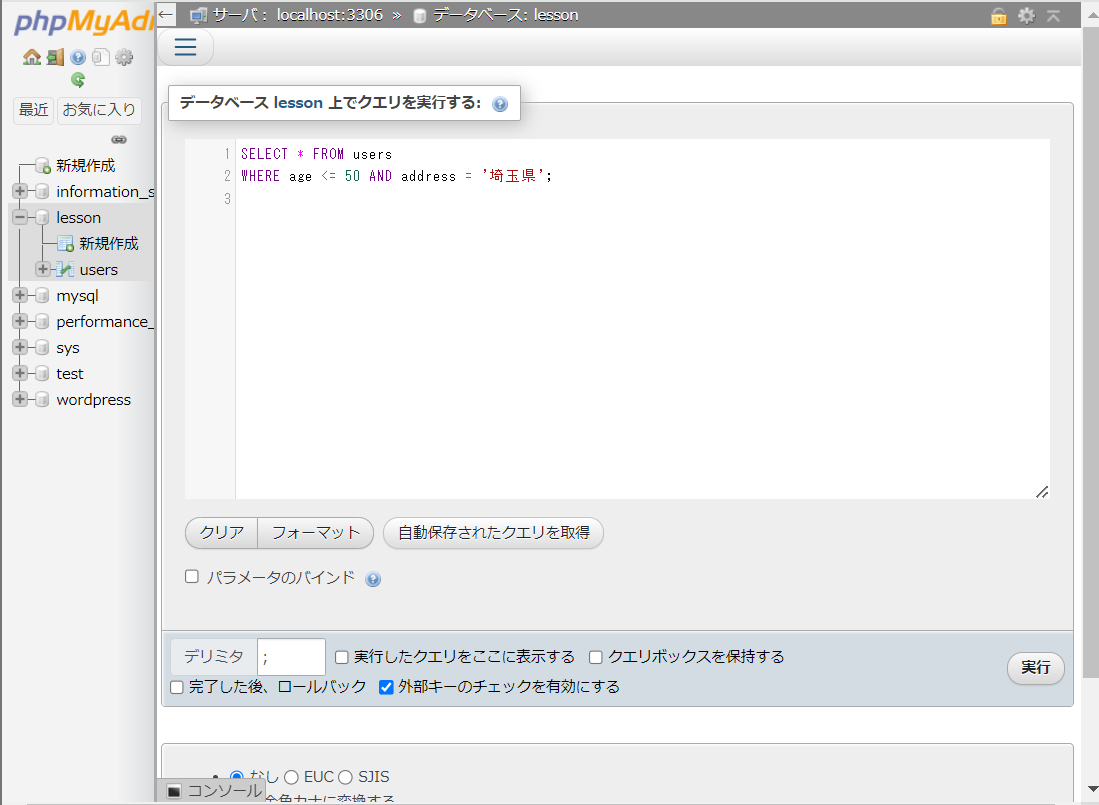 phpMyAd
最近 お気に入り
新規作成
information_s
lesson
新規作成
users
mysql
performance_
sys
test
wordpress
← サーバ: localhost:3306 » データベース: lesson
データベース lesson 上でクエリを実行する:
1 SELECT * FROM users
2 WHERE age <= 50 AND address = '埼玉県';
3
クリア フォーマット 自動保存されたクエリを取得
パラメータのバインド
デリミタ ; 実行したクエリをここに表示する クエリボックスを保持する
完了した後、ロールバック 外部キーのチェックを有効にする
実行
なし EUC SJIS
コンソール
全角カナに変換する